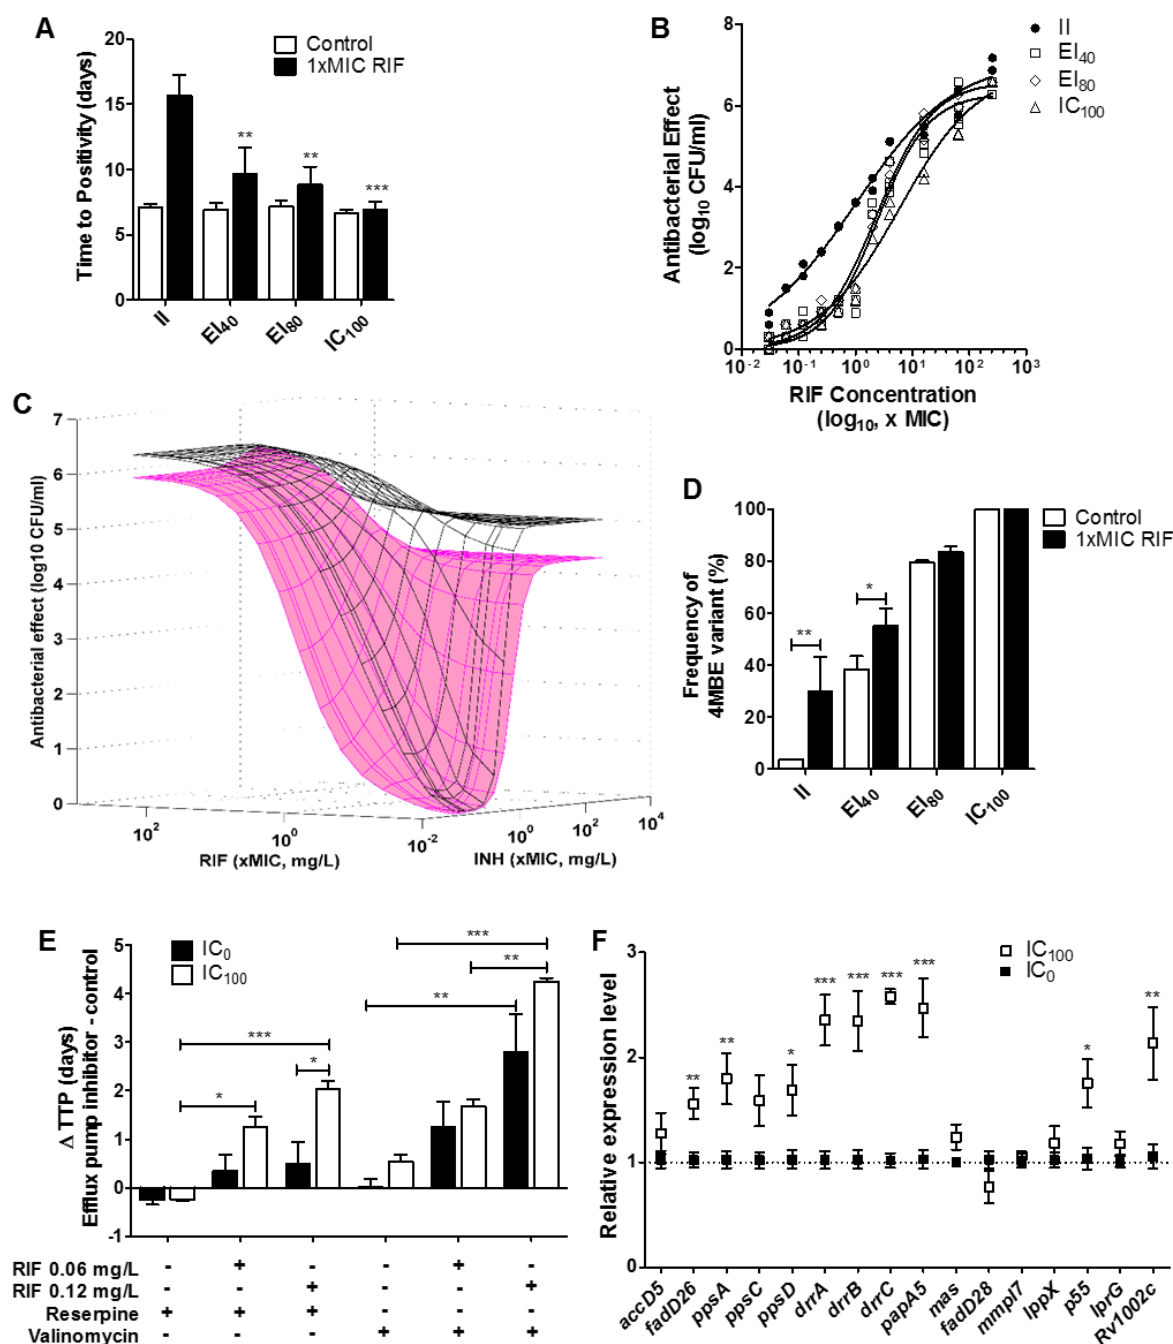 A
Time to Positivity (days)
20
15
10
5
0
Control
1xMIC RIF
**
**
***
II
EI40
EI80
IC100
B
Antibacterial Effect
(log10 CFU/ml)
8
6
4
2
0
10-2
10-1
100
101
102
103
RIF Concentration
(log10, x MIC)
II
EI40
EI80
IC100
C
Antibacterial effect (log10 CFU/ml)
7
6
5
4
3
2
1
0
102
100
10-2
100
102
104
RIF (xMIC, mg/L)
INH (xMIC, mg/L)
D
Frequency of
4MBE variant (%)
100
80
60
40
20
0
Control
1xMIC RIF
**
*
II
EI40
EI80
IC100
E
Δ TTP (days)
Efflux pump inhibitor - control
5
4
3
2
1
0
-1
IC0
IC100
***
**
**
***
*
*
RIF 0.06 mg/L - + - - + -
RIF 0.12 mg/L - - + - - +
Reserpine + + + - - -
Valinomycin - - - + + +
F
Relative expression level
3
2
1
0
IC100
IC0
**
**
*
***
***
***
***
*
**
accD5
fadD26
ppsA
ppsC
ppsD
drrA
drrB
drrC
papA5
mas
fadD28
mmpl7
lppX
p55
lprG
Rv1002c